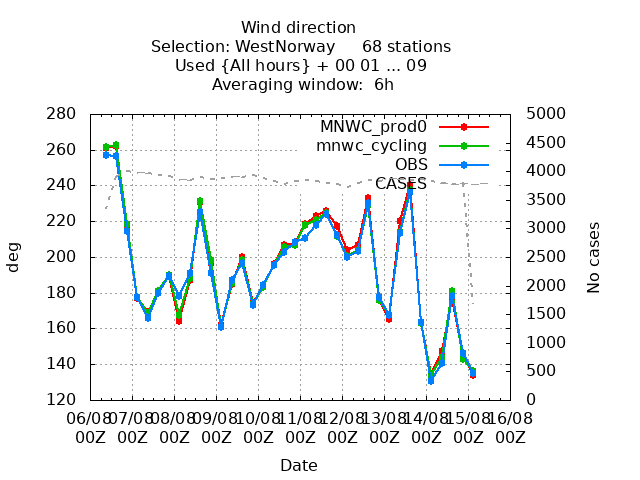 Wind direction
Selection: WestNorway     68 stations
Used {All hours} + 00 01 ... 09
Averaging window:  6h
280 5000
260 4500
240 4000
220 3500
200 3000
180 2500
160 2000
140 1500
120 1000
500
0
MNWC_prod0
mnwc_cycling
OBS
CASES
deg
No cases
06/08 07/08 08/08 09/08 10/08 11/08 12/08 13/08 14/08 15/08 16/08
00Z 00Z 00Z 00Z 00Z 00Z 00Z 00Z 00Z 00Z 00Z
Date